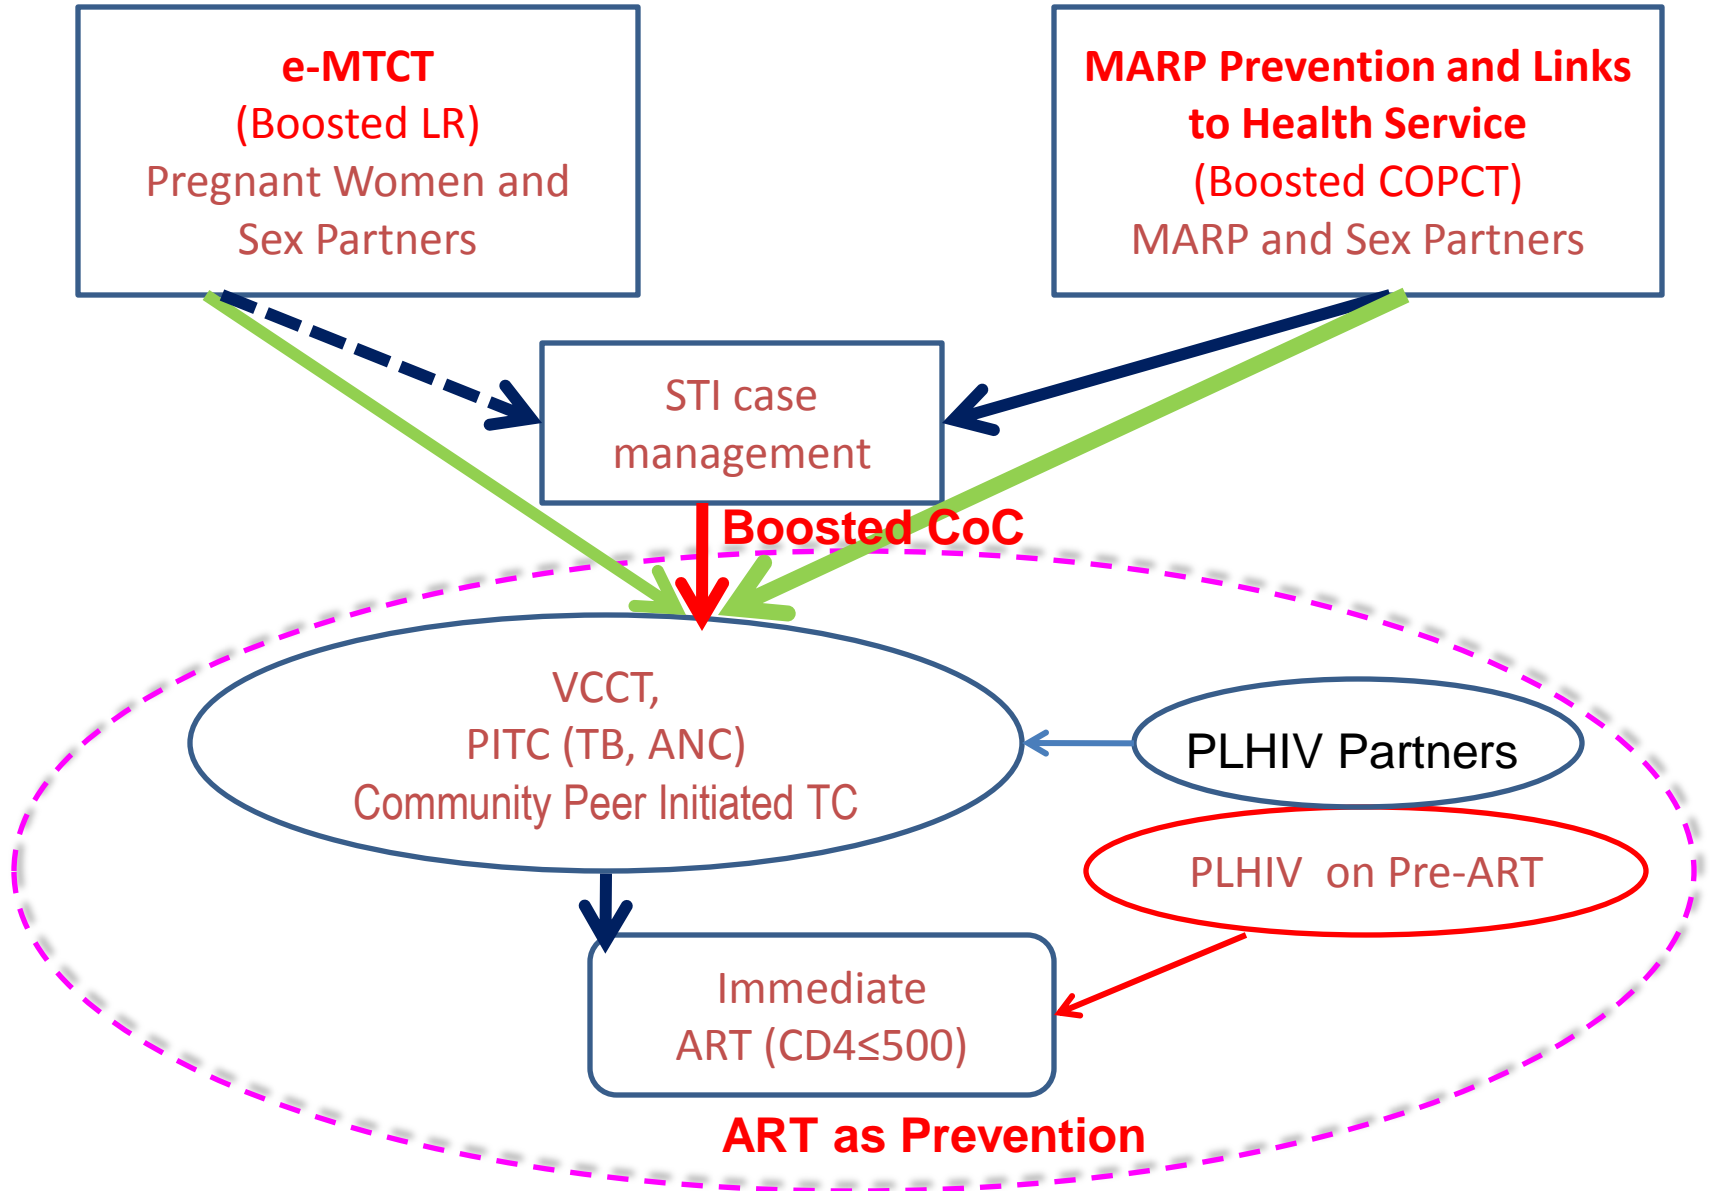 e-MTCT
(Boosted LR)
Pregnant Women and
Sex Partners
MARP Prevention and Links
to Health Service
(Boosted COPCT)
MARP and Sex Partners
STI case
management
Boosted CoC
VCCT,
PITC (TB, ANC)
Community Peer Initiated TC
PLHIV Partners
PLHIV on Pre-ART
Immediate
ART (CD4≤500)
ART as Prevention